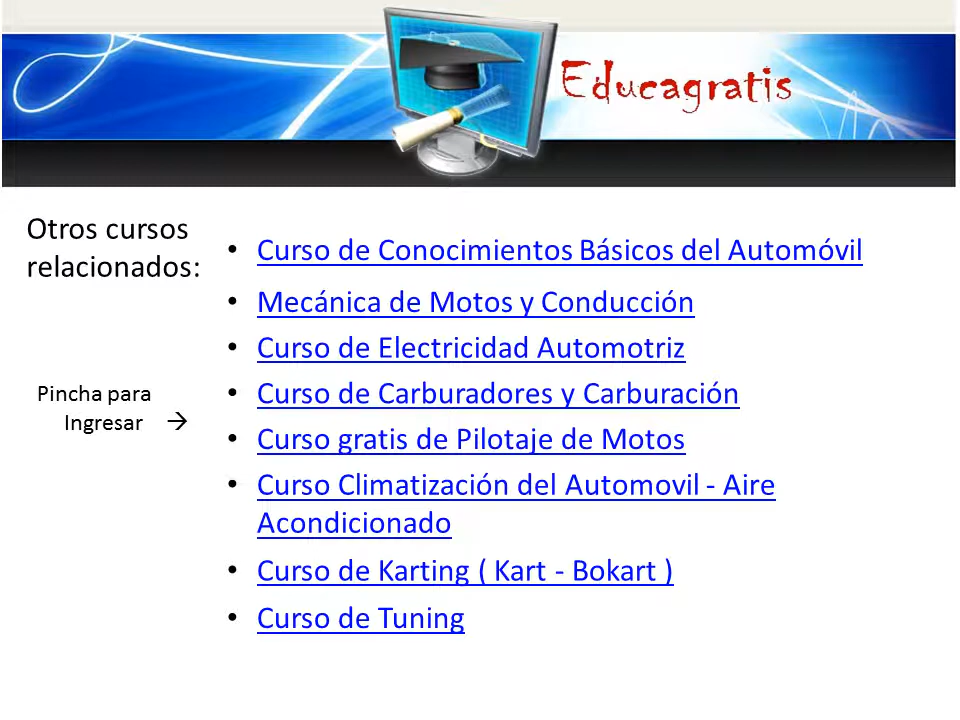 Educagratis
Otros cursos
relacionados:
• Curso de Conocimientos Básicos del Automóvil
• Mecánica de Motos y Conducción
• Curso de Electricidad Automotriz
Pincha para
Ingresar →
• Curso de Carburadores y Carburación
• Curso gratis de Pilotaje de Motos
• Curso Climatización del Automovil - Aire
Acondicionado
• Curso de Karting ( Kart - Bokart )
• Curso de Tuning